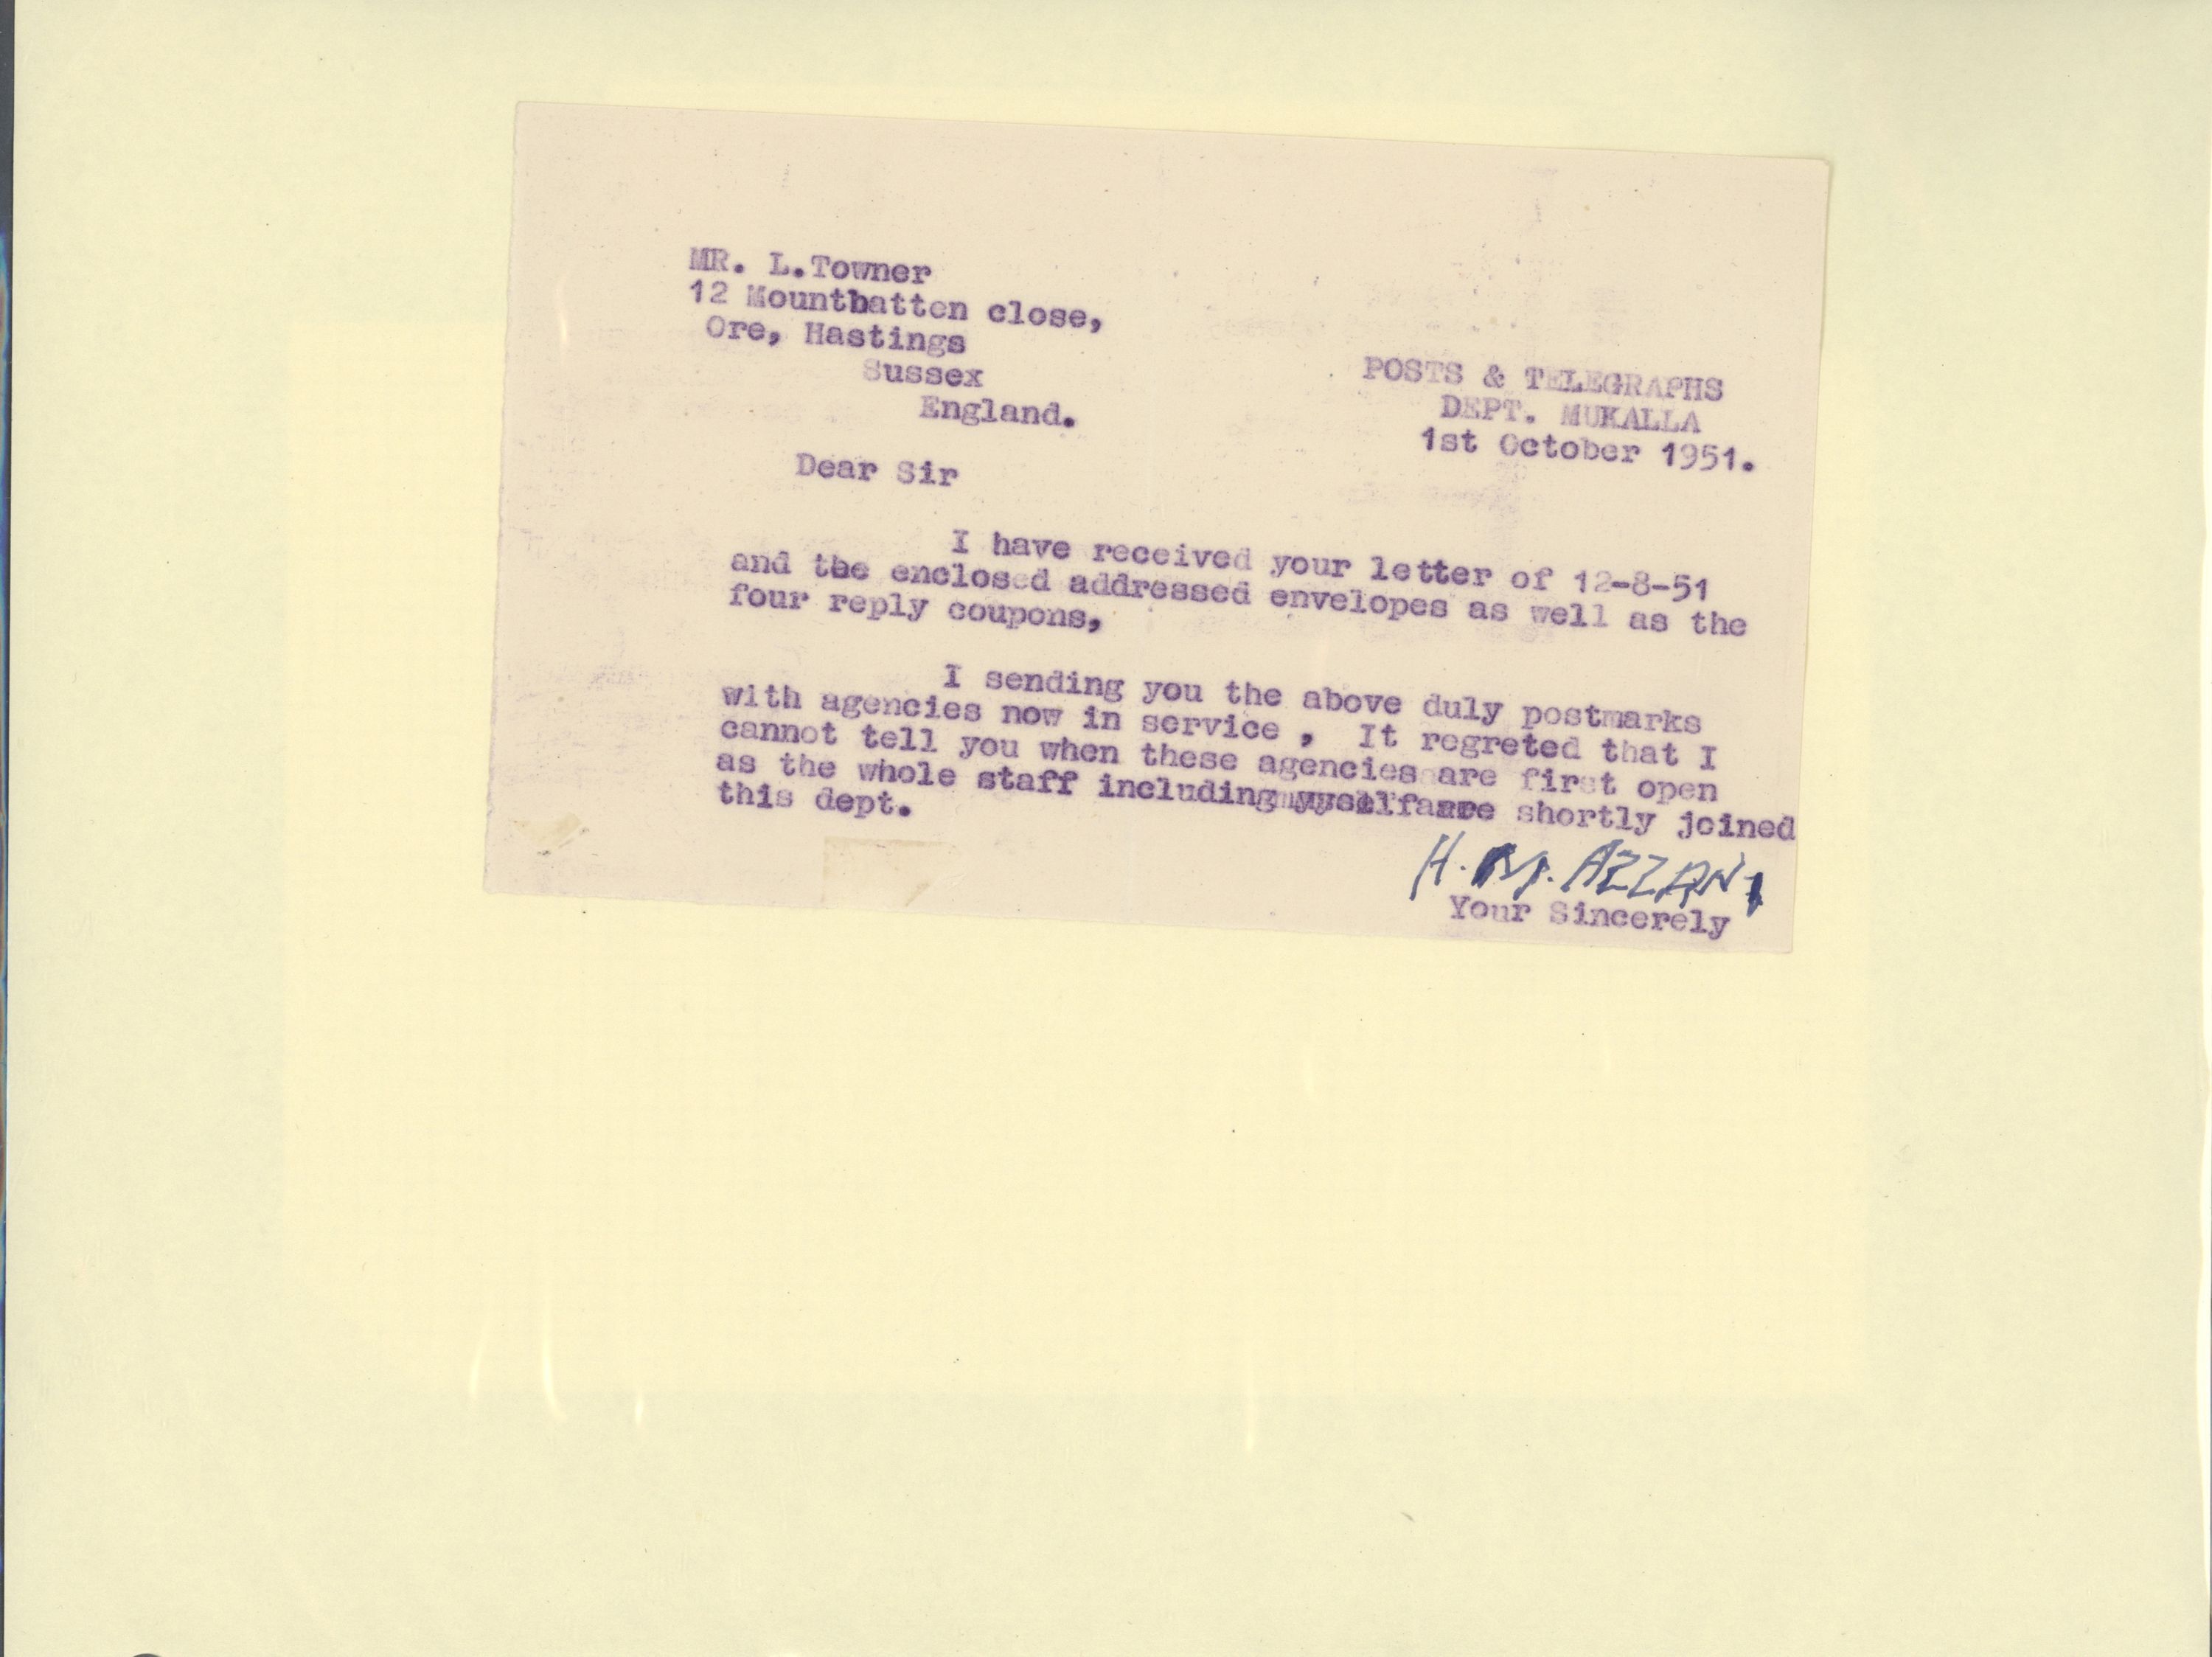 MR. L.Towner
12 Mountbatten close,
Ore, Hastings
Sussex
England.
POSTS & TELEGRAPHS
DEPT. MUKALLA
1st October 1951.
Dear Sir
I have received your letter of 12-8-51
and the enclosed addressed envelopes as well as the
four reply coupons,
I sending you the above duly postmarks
with agencies now in service , It regreted that I
cannot tell you when these agencies are first open
as the whole staff including myself are shortly joined
this dept.
H. M. AZZANI
Your Sincerely